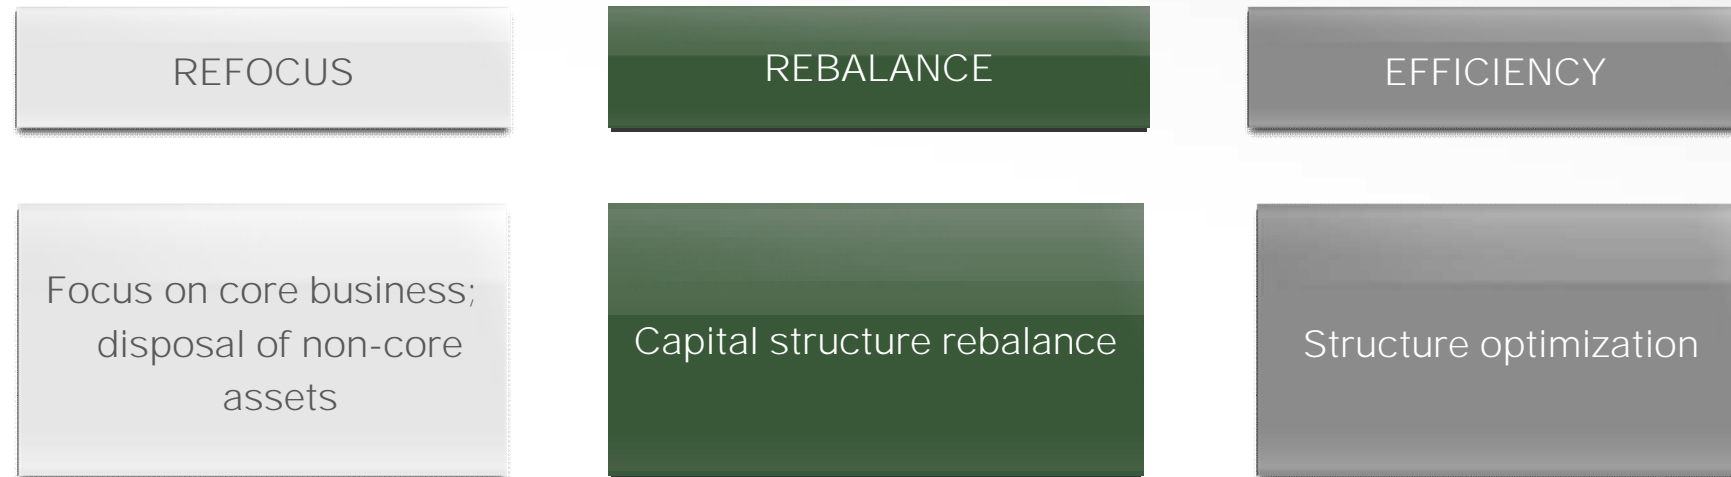 REFOCUS
REBALANCE
EFFICIENCY
Focus on core business;
disposal of non-core
assets
Capital structure rebalance
Structure optimization